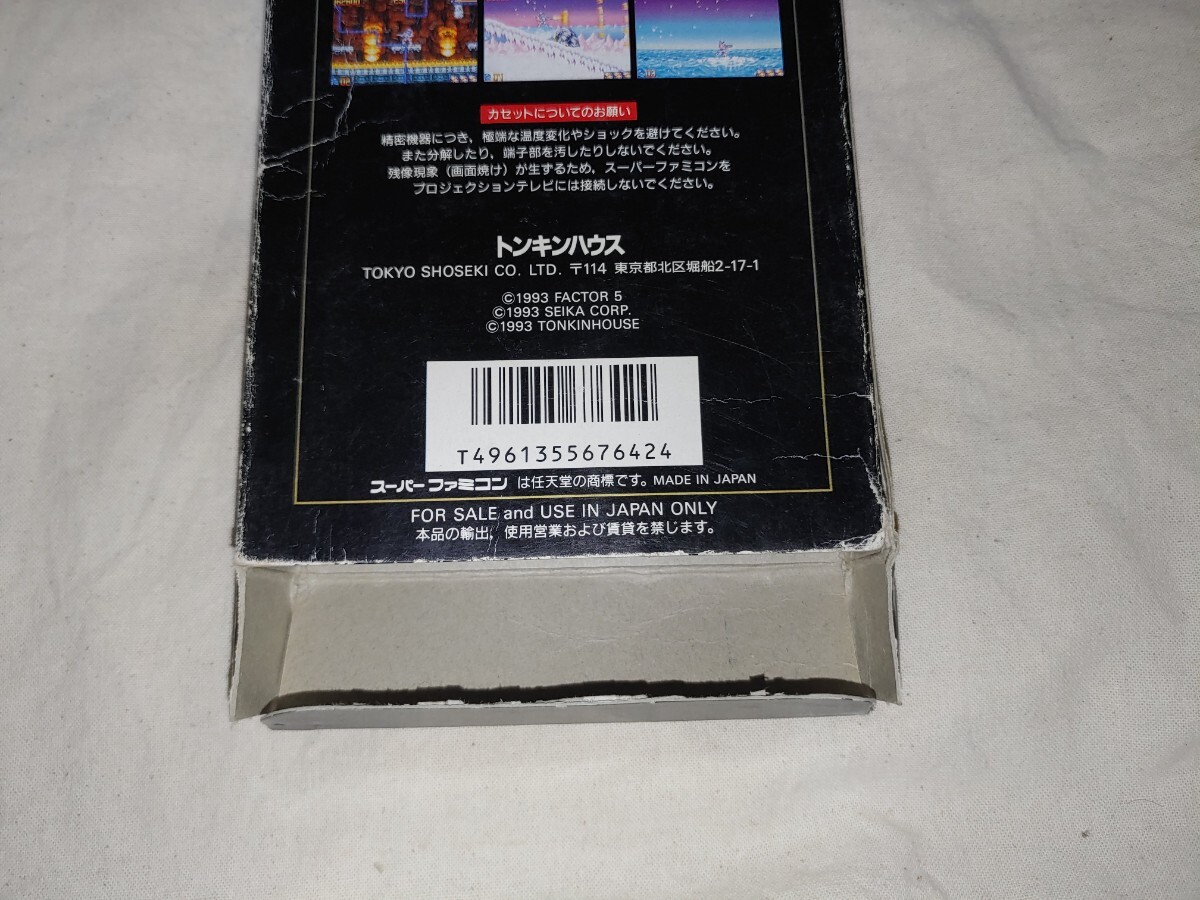 カセットについてのお願い
精密機器につき、極端な温度変化やショックを避けてください。
また分解したり、端子部を汚したりしないでください。
残像現象（画面焼け）が生ずるため、スーパーファミコンを
プロジェクションテレビには接続しないでください。
トンキンハウス
TOKYO SHOSEKI CO. LTD. 〒114 東京都北区堀船2-17-1
©1993 FACTOR 5
©1993 SEIKA CORP.
©1993 TONKINHOUSE
T4961355676424
スーパーファミコン は任天堂の商標です。MADE IN JAPAN
FOR SALE and USE IN JAPAN ONLY
本品の輸出、使用営業および賃貸を禁じます。